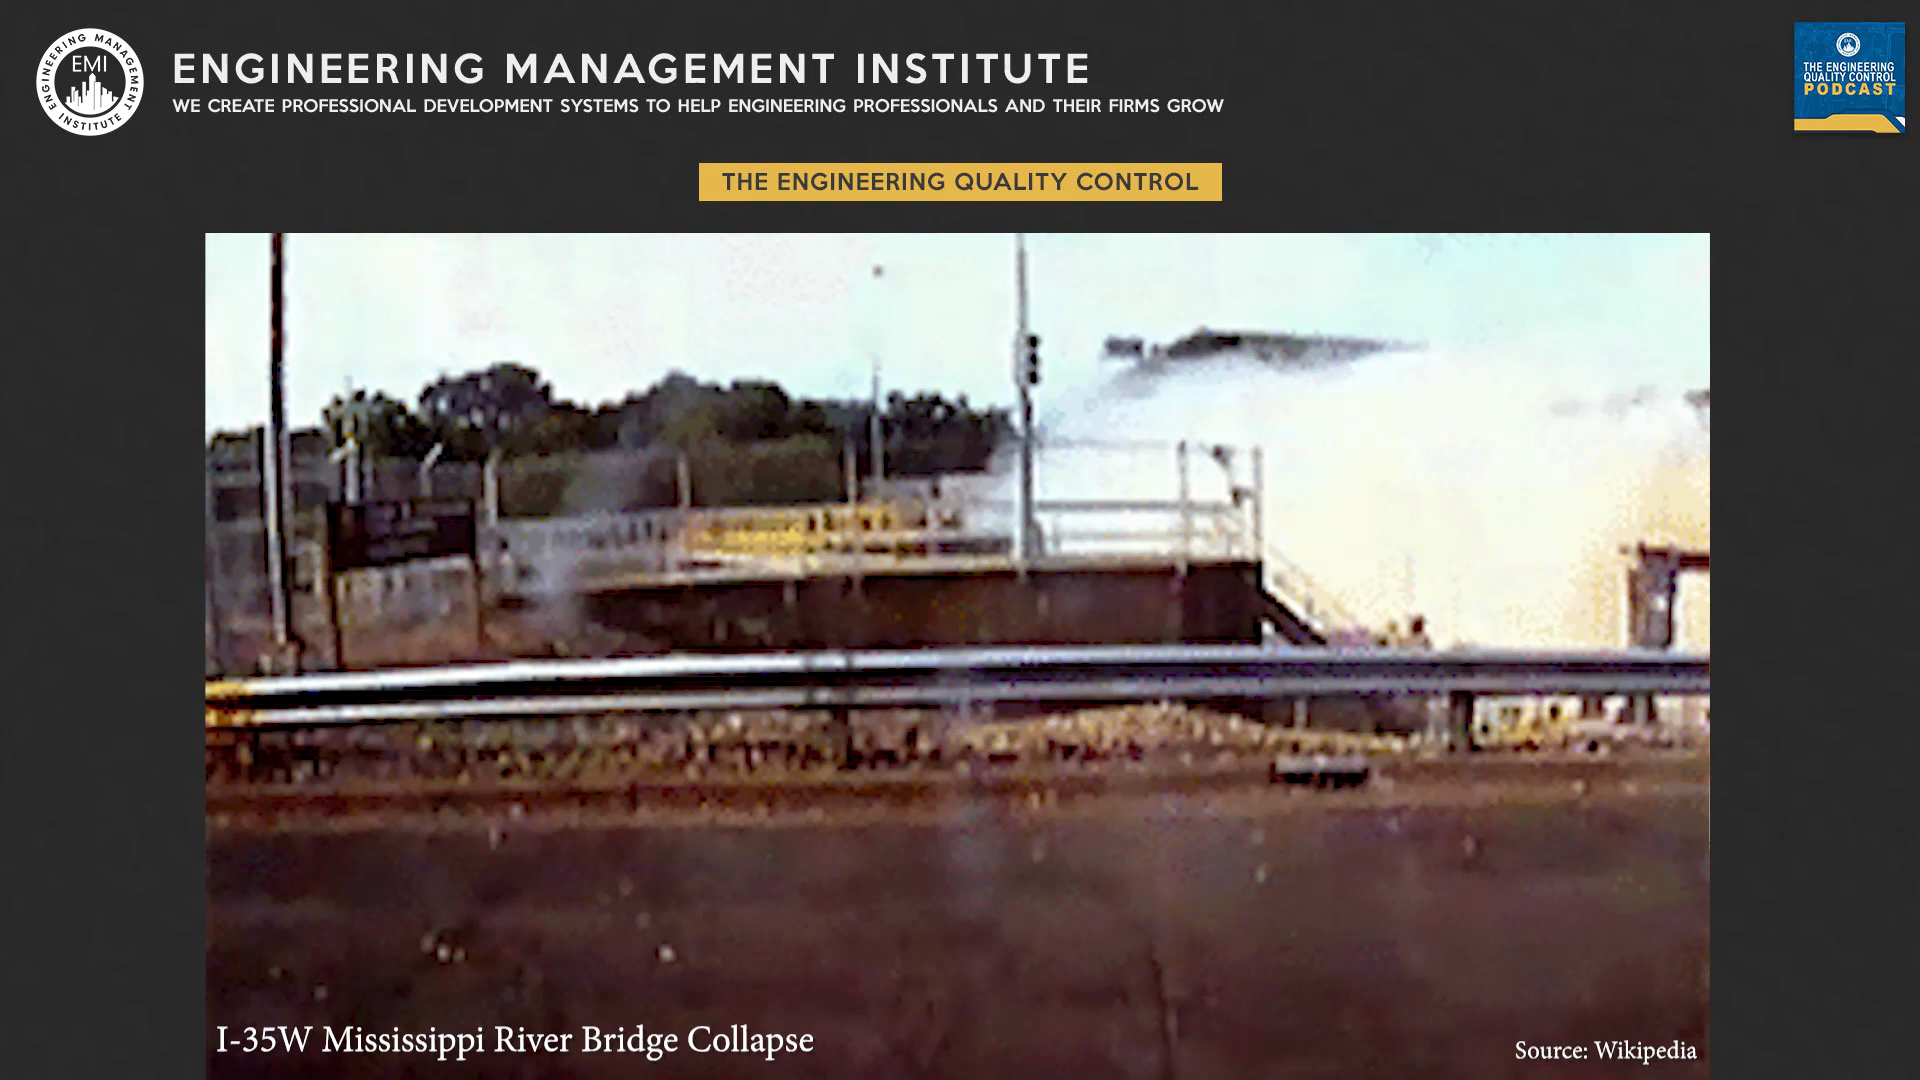 ENGINEERING MANAGEMENT INSTITUTE
EMI
ENGINEERING MANAGEMENT INSTITUTE
WE CREATE PROFESSIONAL DEVELOPMENT SYSTEMS TO HELP ENGINEERING PROFESSIONALS AND THEIR FIRMS GROW
THE ENGINEERING
QUALITY CONTROL
PODCAST
THE ENGINEERING QUALITY CONTROL
I-35W Mississippi River Bridge Collapse
Source: Wikipedia